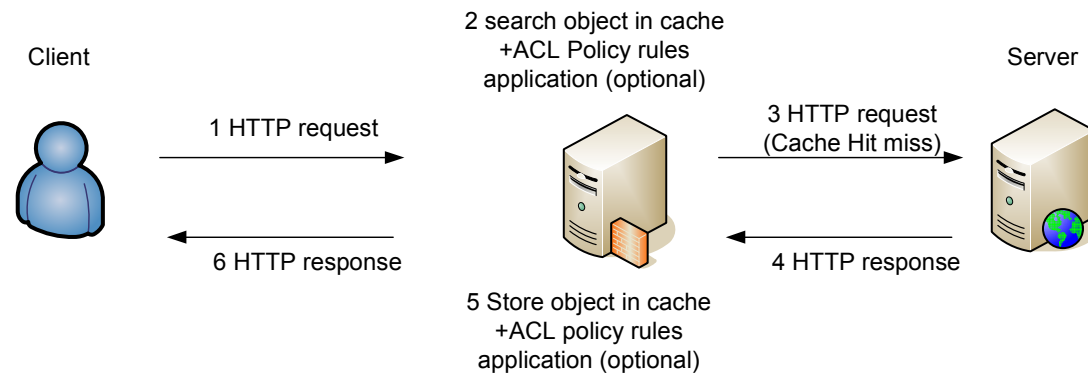 Client
1 HTTP request
2 search object in cache
+ACL Policy rules
application (optional)
3 HTTP request
(Cache Hit miss)
Server
4 HTTP response
5 Store object in cache
+ACL policy rules
application (optional)
6 HTTP response